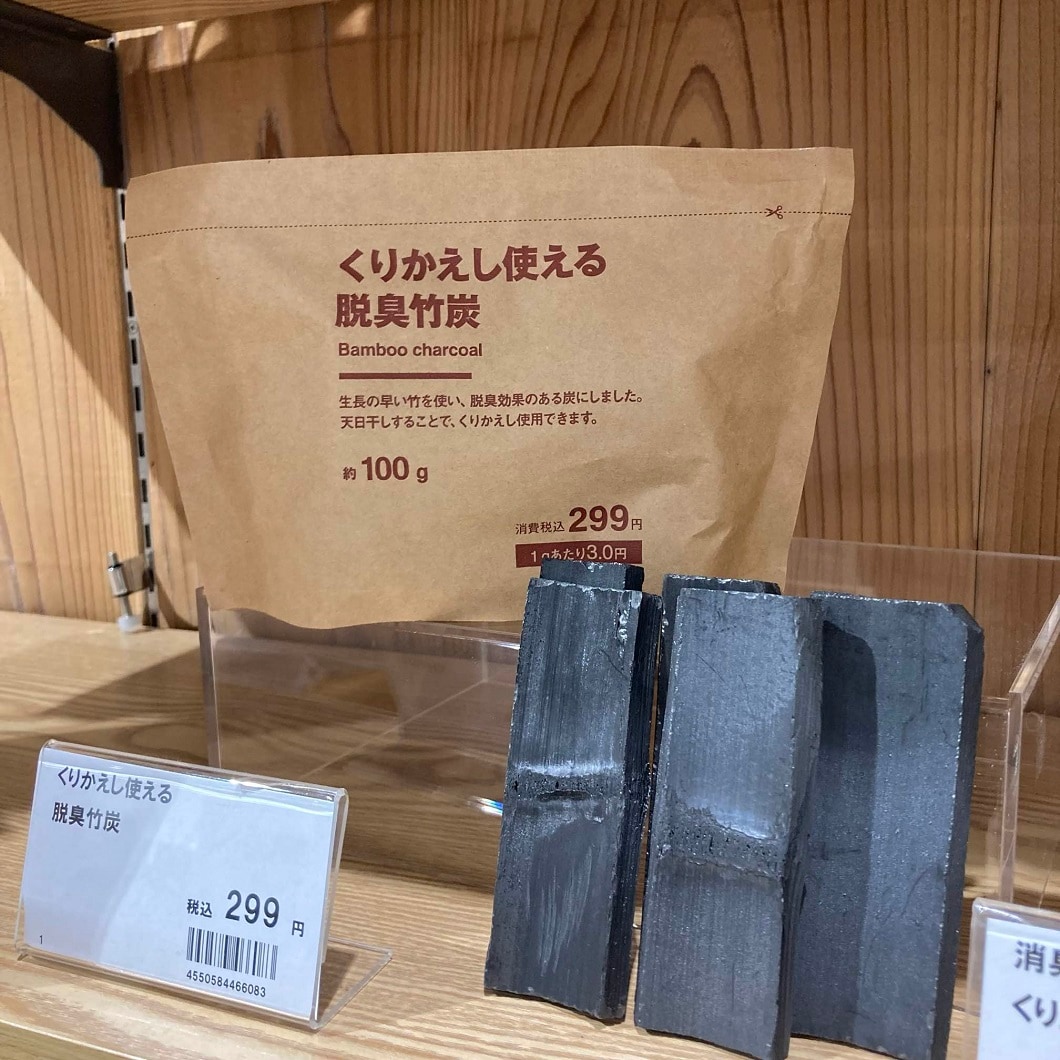 くりかえし使える
脱臭竹炭
Bamboo charcoal
生長の早い竹を使い、脱臭効果のある炭にしました。
天日干しすることで、くりかえし使用できます。
約100 g
消費税込299円
1gあたり3.0円
くりかえし使える
脱臭竹炭
税込 299 円
1
4550584466083
消臭
くり